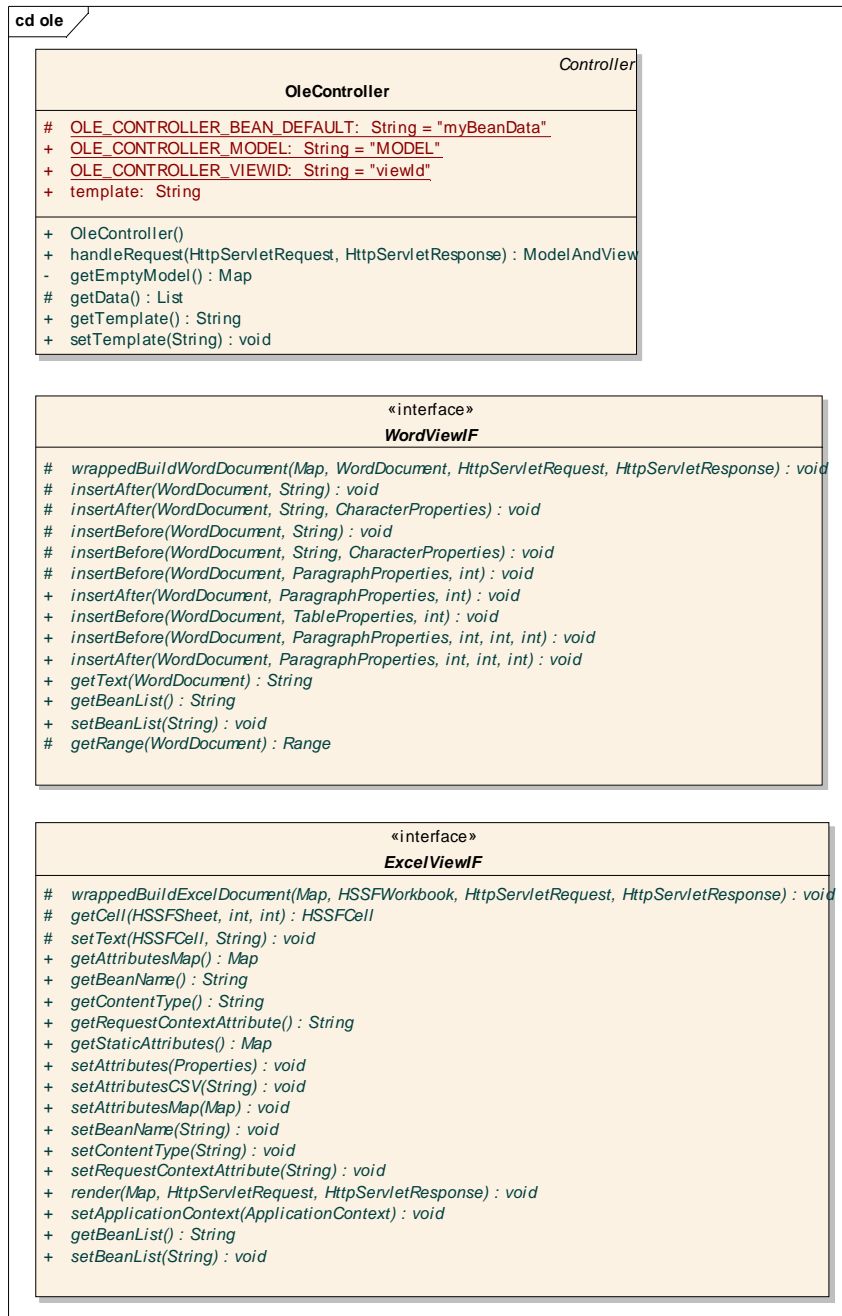 cd ole
Controller
OleController
# OLE_CONTROLLER_BEAN_DEFAULT: String = "myBeanData"
+ OLE_CONTROLLER_MODEL: String = "MODEL"
+ OLE_CONTROLLER_VIEWID: String = "viewId"
+ template: String
+ OleController()
+ handleRequest(HttpServletRequest, HttpServletResponse) : ModelAndView
- getEmptyModel() : Map
# getData() : List
+ getTemplate() : String
+ setTemplate(String) : void
«interface»
WordViewIF
# wrappedBuildWordDocument(Map, WordDocument, HttpServletRequest, HttpServletResponse) : void
# insertAfter(WordDocument, String) : void
# insertAfter(WordDocument, String, CharacterProperties) : void
# insertBefore(WordDocument, String) : void
# insertBefore(WordDocument, String, CharacterProperties) : void
# insertBefore(WordDocument, ParagraphProperties, int) : void
+ insertAfter(WordDocument, ParagraphProperties, int) : void
+ insertBefore(WordDocument, TableProperties, int) : void
+ insertBefore(WordDocument, ParagraphProperties, int, int, int) : void
+ insertAfter(WordDocument, ParagraphProperties, int, int, int) : void
+ getText(WordDocument) : String
+ getBeanList() : String
+ setBeanList(String) : void
# getRange(WordDocument) : Range
«interface»
ExcelViewIF
# wrappedBuildExcelDocument(Map, HSSFWorkbook, HttpServletRequest, HttpServletResponse) : void
# getCell(HSSFSheet, int, int) : HSSFCell
# setText(HSSFCell, String) : void
+ getAttributesMap() : Map
+ getBeanName() : String
+ getContentType() : String
+ getRequestContextAttribute() : String
+ getStaticAttributes() : Map
+ setAttributes(Properties) : void
+ setAttributesCSV(String) : void
+ setAttributesMap(Map) : void
+ setBeanName(String) : void
+ setContentType(String) : void
+ setRequestContextAttribute(String) : void
+ render(Map, HttpServletRequest, HttpServletResponse) : void
+ setApplicationContext(ApplicationContext) : void
+ getBeanList() : String
+ setBeanList(String) : void